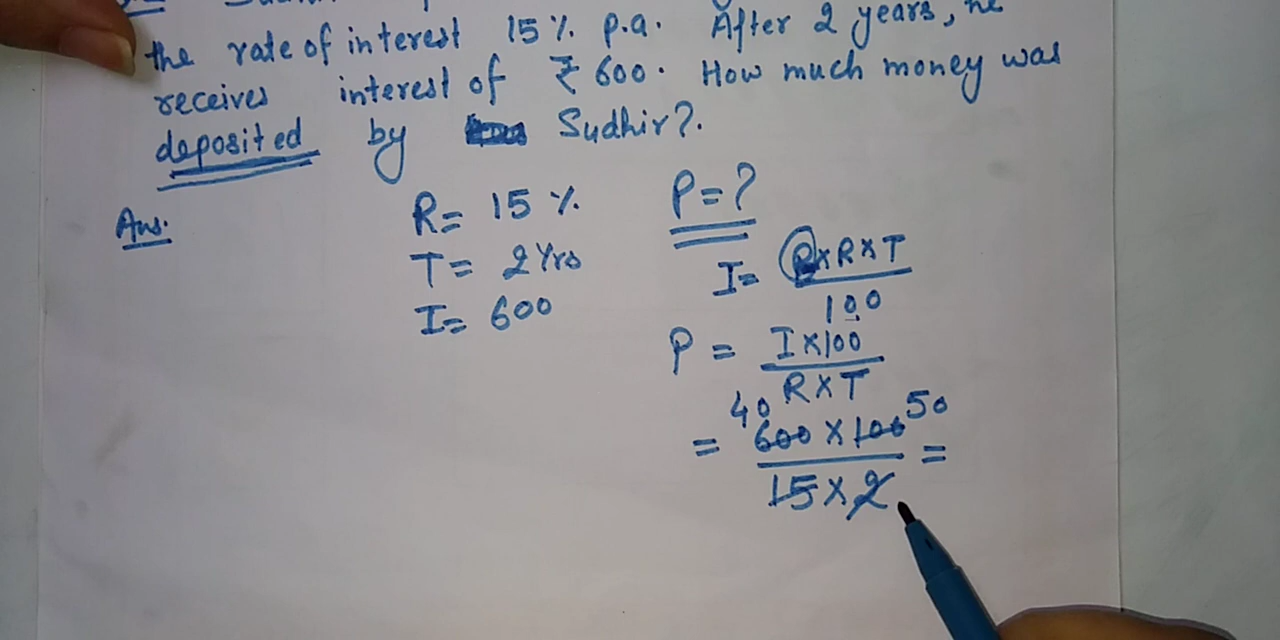 Sudhir
the rate of interest 15 % p.a. After 2 years, he
receives interest of ₹ 600. How much money was
deposited by Sudhir?.
Ans. R= 15 % P=?
T= 2 Yrs I= P×R×T
I= 600 100
P = I×100
R×T
40 50
= 600 × 100 =
15 × 2